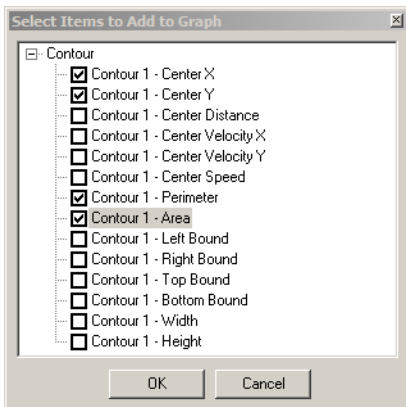 Select Items to Add to Graph
Contour
Contour 1 - Center X
Contour 1 - Center Y
Contour 1 - Center Distance
Contour 1 - Center Velocity X
Contour 1 - Center Velocity Y
Contour 1 - Center Speed
Contour 1 - Perimeter
Contour 1 - Area
Contour 1 - Left Bound
Contour 1 - Right Bound
Contour 1 - Top Bound
Contour 1 - Bottom Bound
Contour 1 - Width
Contour 1 - Height
OK Cancel